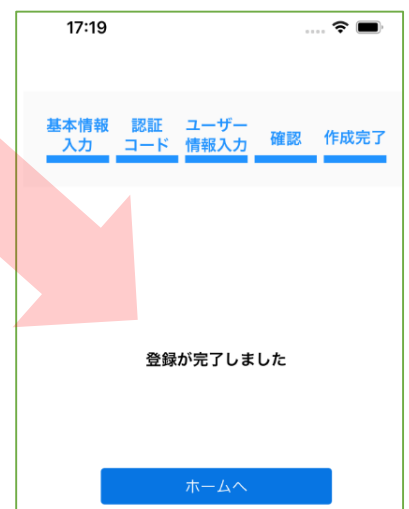 17:19
基本情報
入力
認証
コード
ユーザー
情報入力
確認
作成完了
登録が完了しました
ホームへ